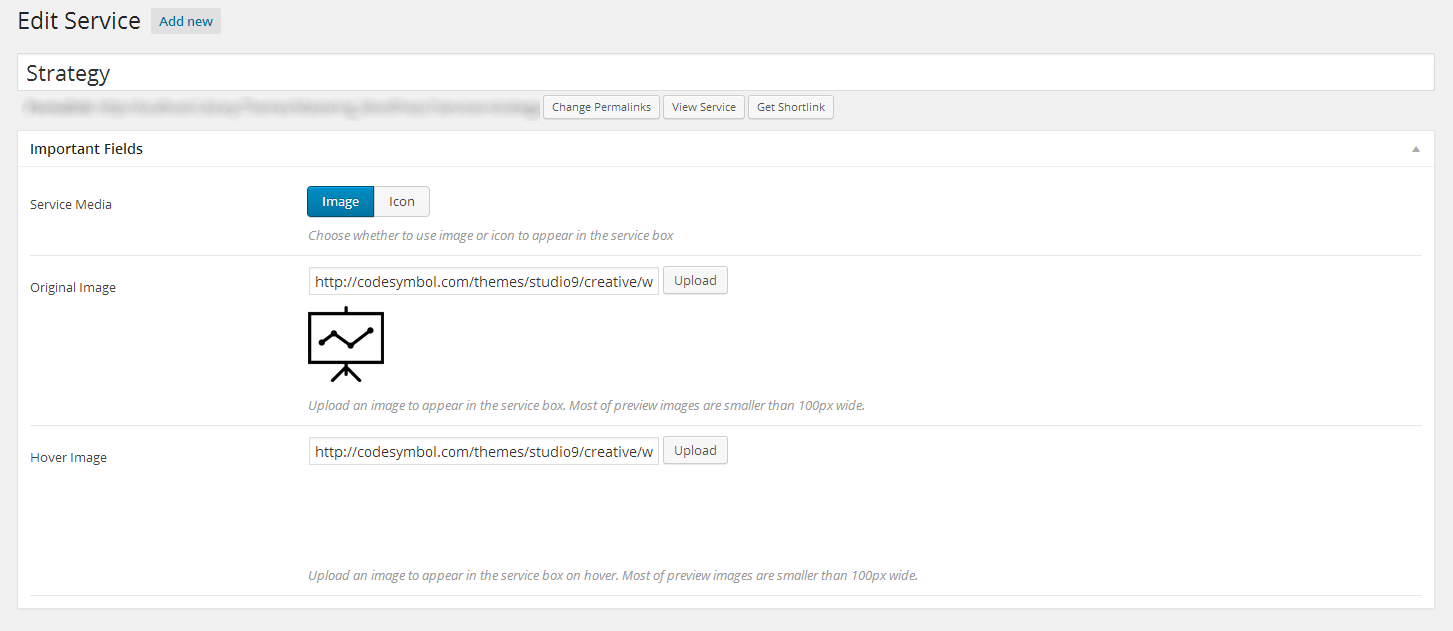 Edit Service Add new
Strategy
Change Permalinks View Service Get Shortlink
Important Fields
Service Media Image Icon
Choose whether to use image or icon to appear in the service box
Original Image http://codesymbol.com/themes/studio9/creative/w Upload
Upload an image to appear in the service box. Most of preview images are smaller than 100px wide.
Hover Image http://codesymbol.com/themes/studio9/creative/w Upload
Upload an image to appear in the service box on hover. Most of preview images are smaller than 100px wide.